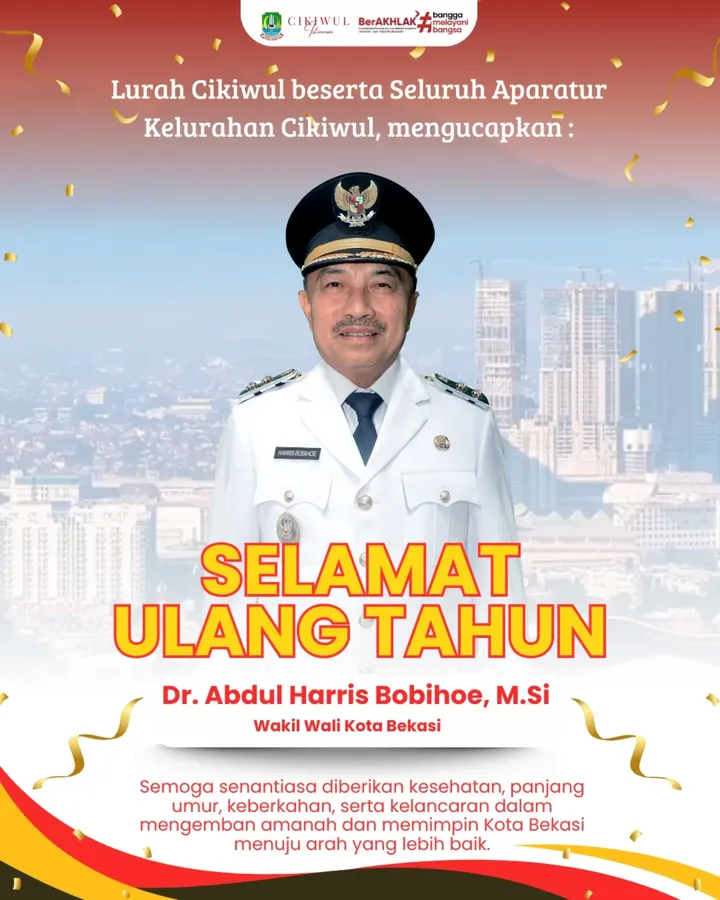 CIKIWUL
Istimewa
BerAKHLAK
#bangga
melayani
bangsa
Lurah Cikiwul beserta Seluruh Aparatur
Kelurahan Cikiwul, mengucapkan :
HARRIS BOBIHOE
SELAMAT
ULANG TAHUN
Dr. Abdul Harris Bobihoe, M.Si
Wakil Wali Kota Bekasi
Semoga senantiasa diberikan kesehatan, panjang
umur, keberkahan, serta kelancaran dalam
mengemban amanah dan memimpin Kota Bekasi
menuju arah yang lebih baik.